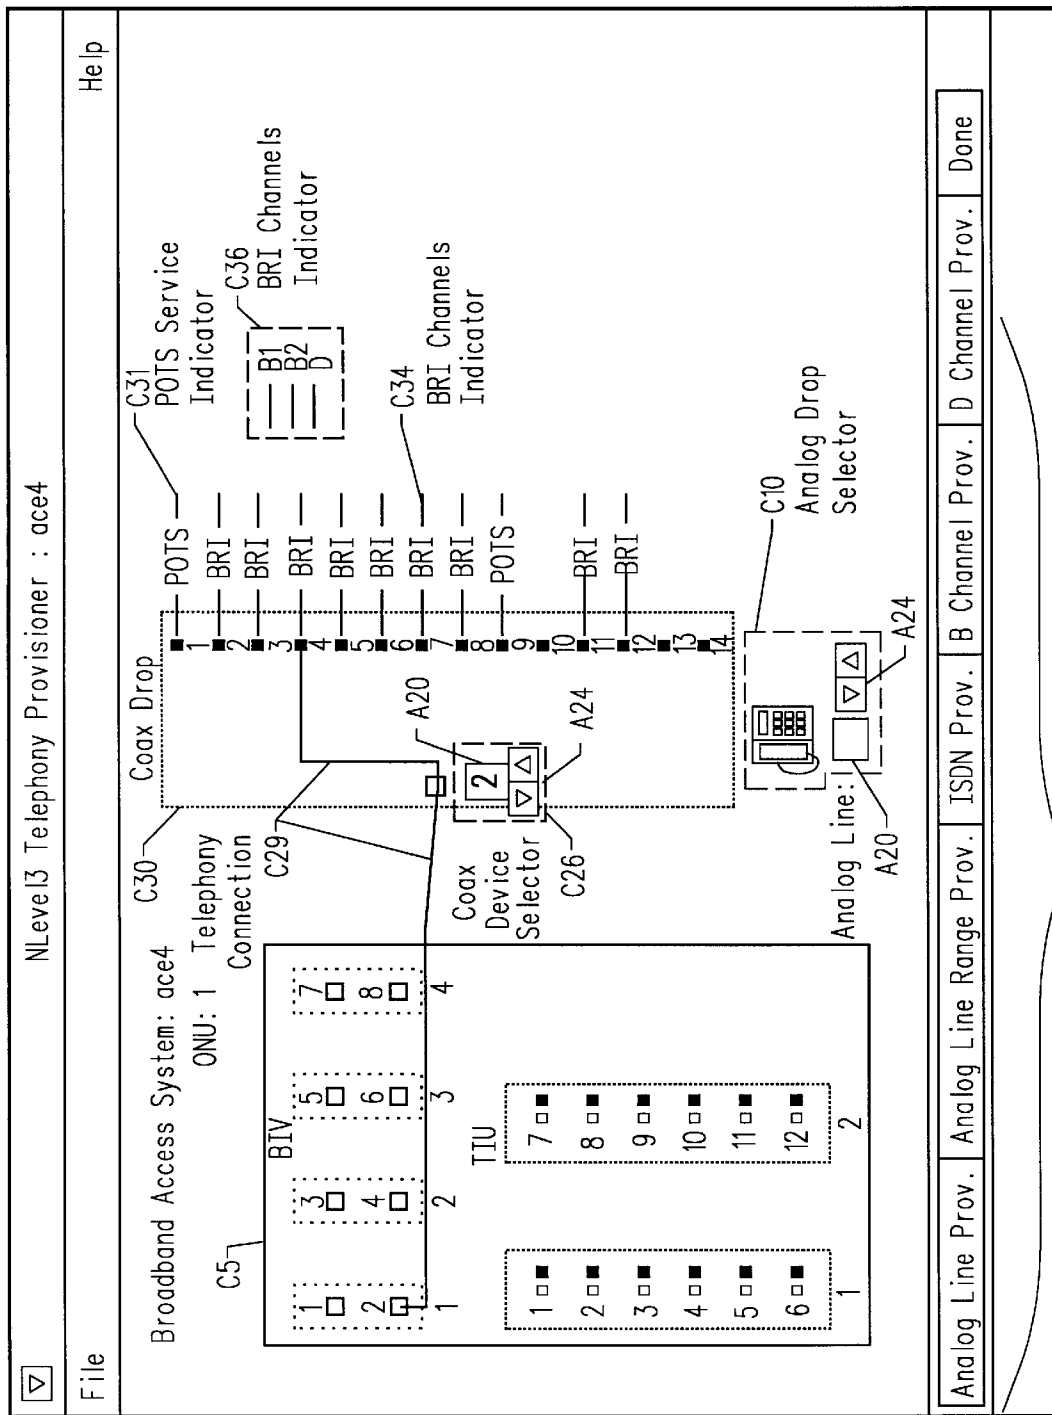 NLevel3 Telephony Provisioner : ace4
File
Help
Broadband Access System: ace4
ONU: 1
Telephony
Connection
C5
BIV
1
3
5
7
2
4
6
8
1
2
3
4
TIU
1
2
3
4
5
6
1
7
8
9
10
11
12
2
C30
Coax Drop
C29
A20
2
Coax
Device
Selector
C26
A24
1
2
3
4
5
6
7
8
9
10
11
12
13
14
POTS
BRI
BRI
BRI
BRI
BRI
BRI
BRI
POTS
BRI
BRI
C31
POTS Service
Indicator
C36
BRI Channels
Indicator
B1
B2
D
C34
BRI Channels
Indicator
C10
Analog Drop
Selector
Analog Line:
A20
A24
Analog Line Prov.
Analog Line Range Prov.
ISDN Prov.
B Channel Prov.
D Channel Prov.
Done